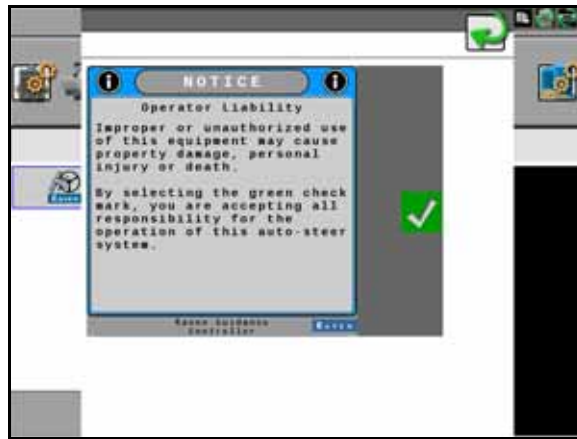 NOTICE
Operator Liability
Improper or unauthorized use
of this equipment may cause
property damage, personal
injury or death.
By selecting the green check
mark, you are accepting all
responsibility for the
operation of this auto-steer
system.
Raven Guidance
Controller
Raven
Raven